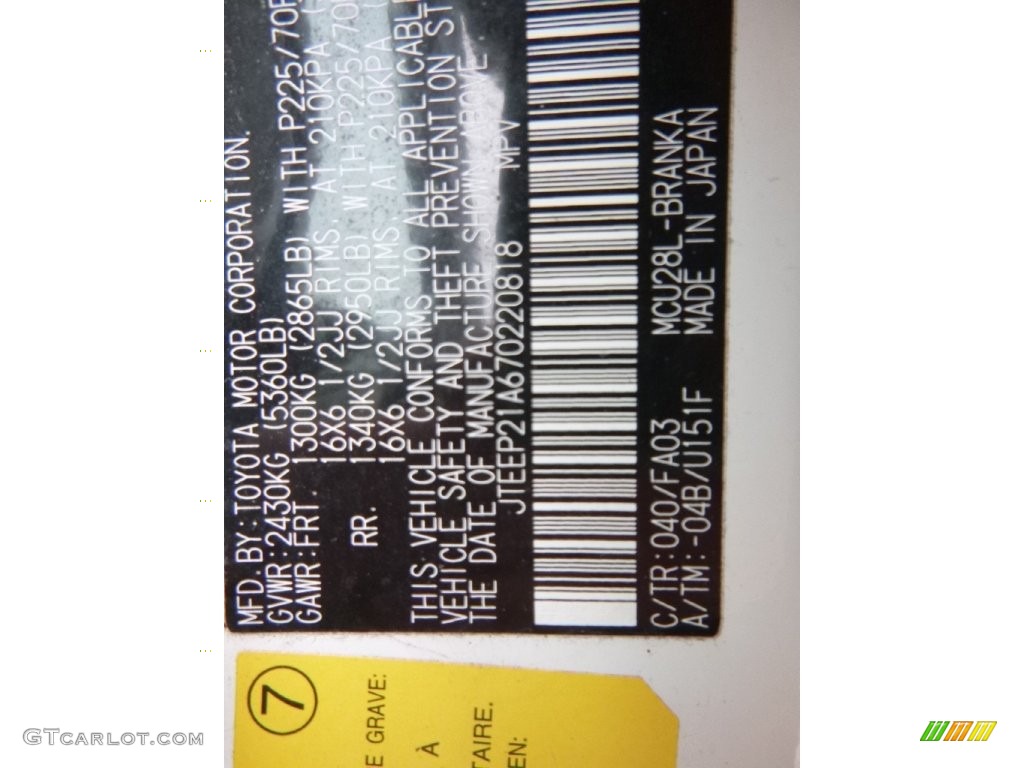 MFD. BY: TOYOTA MOTOR CORPORATION.
GVWR: 2430KG (5360LB)
GAWR: FRT. 1300KG (2865LB) WITH P225/70R
16X6 1/2JJ RIMS, AT 210KPA (
RR. 1340KG (2950LB) WITH P225/70R
16X6 1/2JJ RIMS, AT 210KPA (
THIS VEHICLE CONFORMS TO ALL APPLICABLE
VEHICLE SAFETY AND THEFT PREVENTION ST
THE DATE OF MANUFACTURE SHOWN ABOVE
JTEEP21A670220818 MPV
C/TR: 040/FA03 MCU28L-BRANKA
A/TM: -04B/U151F MADE IN JAPAN
7
E GRAVE:
À
TAIRE.
EN:
GTcarlot.com